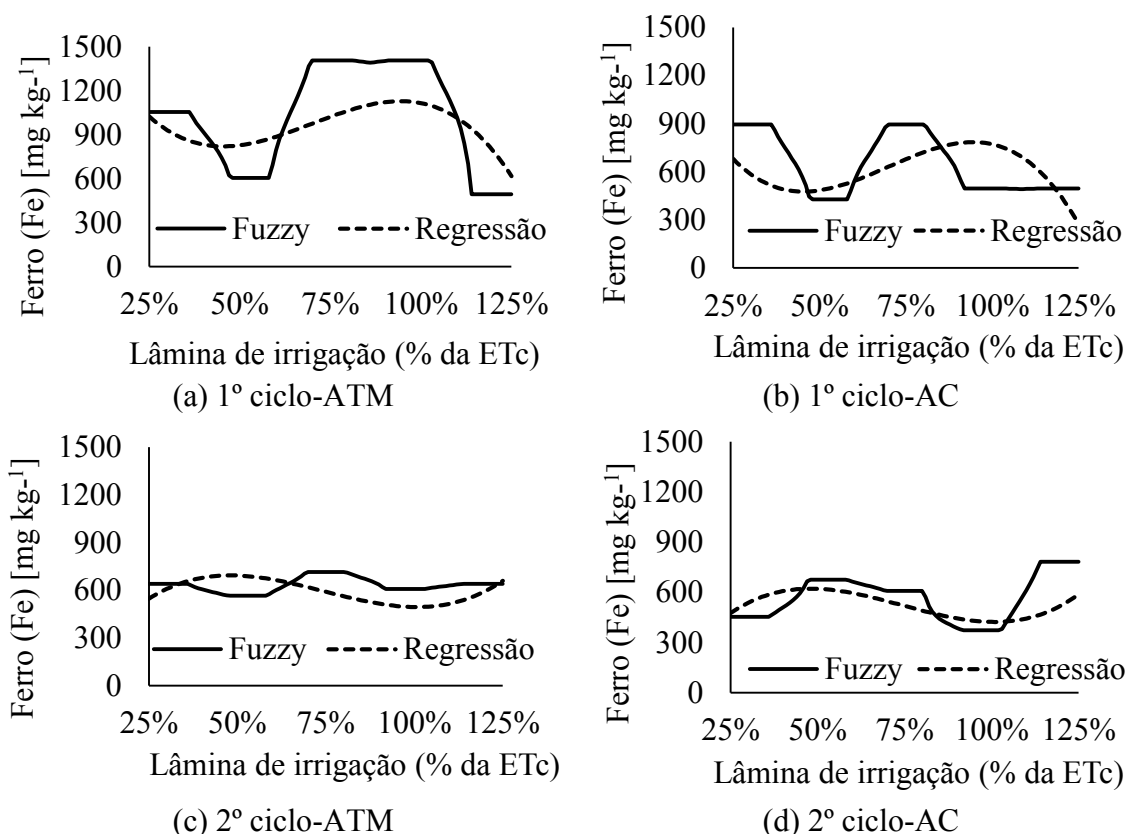 Ferro (Fe) [mg kg-¹]
1500
1200
900
600
300
0
Fuzzy
Regressão
25% 50% 75% 100% 125%
Lâmina de irrigação (% da ETc)
(a) 1º ciclo-ATM
Ferro (Fe) [mg kg-¹]
1500
1200
900
600
300
0
Fuzzy
Regressão
25% 50% 75% 100% 125%
Lâmina de irrigação (% da ETc)
(b) 1º ciclo-AC
Ferro (Fe) [mg kg-¹]
1500
1200
900
600
300
0
Fuzzy
Regressão
25% 50% 75% 100% 125%
Lâmina de irrigação (% da ETc)
(c) 2º ciclo-ATM
Ferro (Fe) [mg kg-¹]
1500
1200
900
600
300
0
Fuzzy
Regressão
25% 50% 75% 100% 125%
Lâmina de irrigação (% da ETc)
(d) 2º ciclo-AC